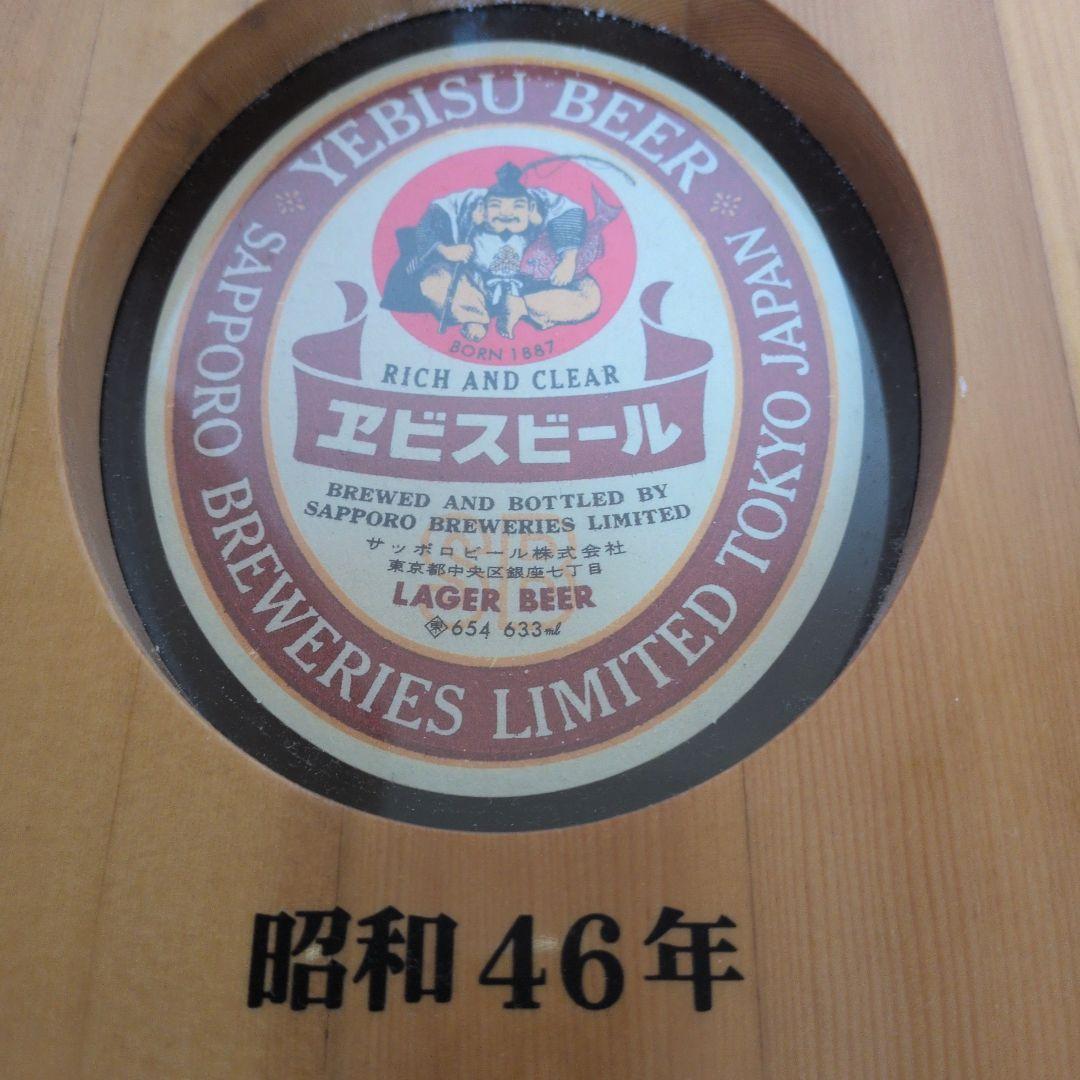 YEBISU BEER
SAPPORO BREWERIES LIMITED TOKYO JAPAN
BORN 1887
RICH AND CLEAR
ヱビスビール
BREWED AND BOTTLED BY
SAPPORO BREWERIES LIMITED
サッポロビール株式会社
東京都中央区銀座七丁目
LAGER BEER
東 654 633ml
昭和46年